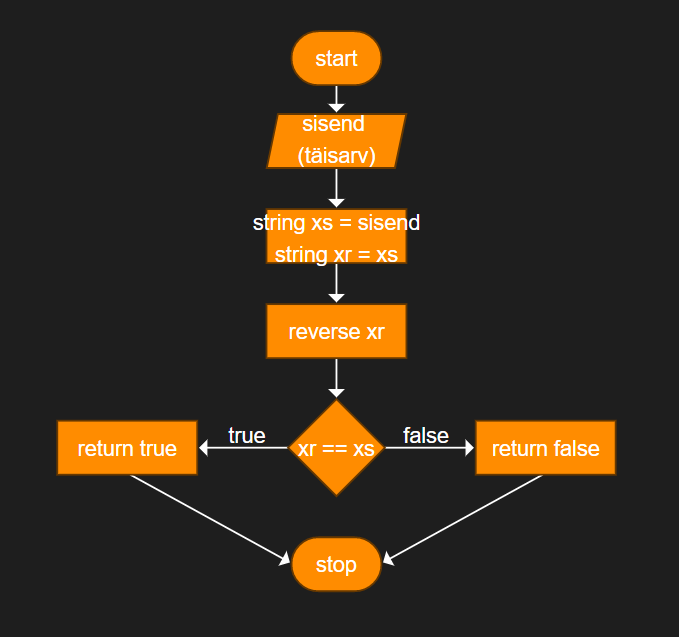 start
sisend
(täisarv)
string xs = sisend
string xr = xs
reverse xr
true
false
return true
xr == xs
return false
stop